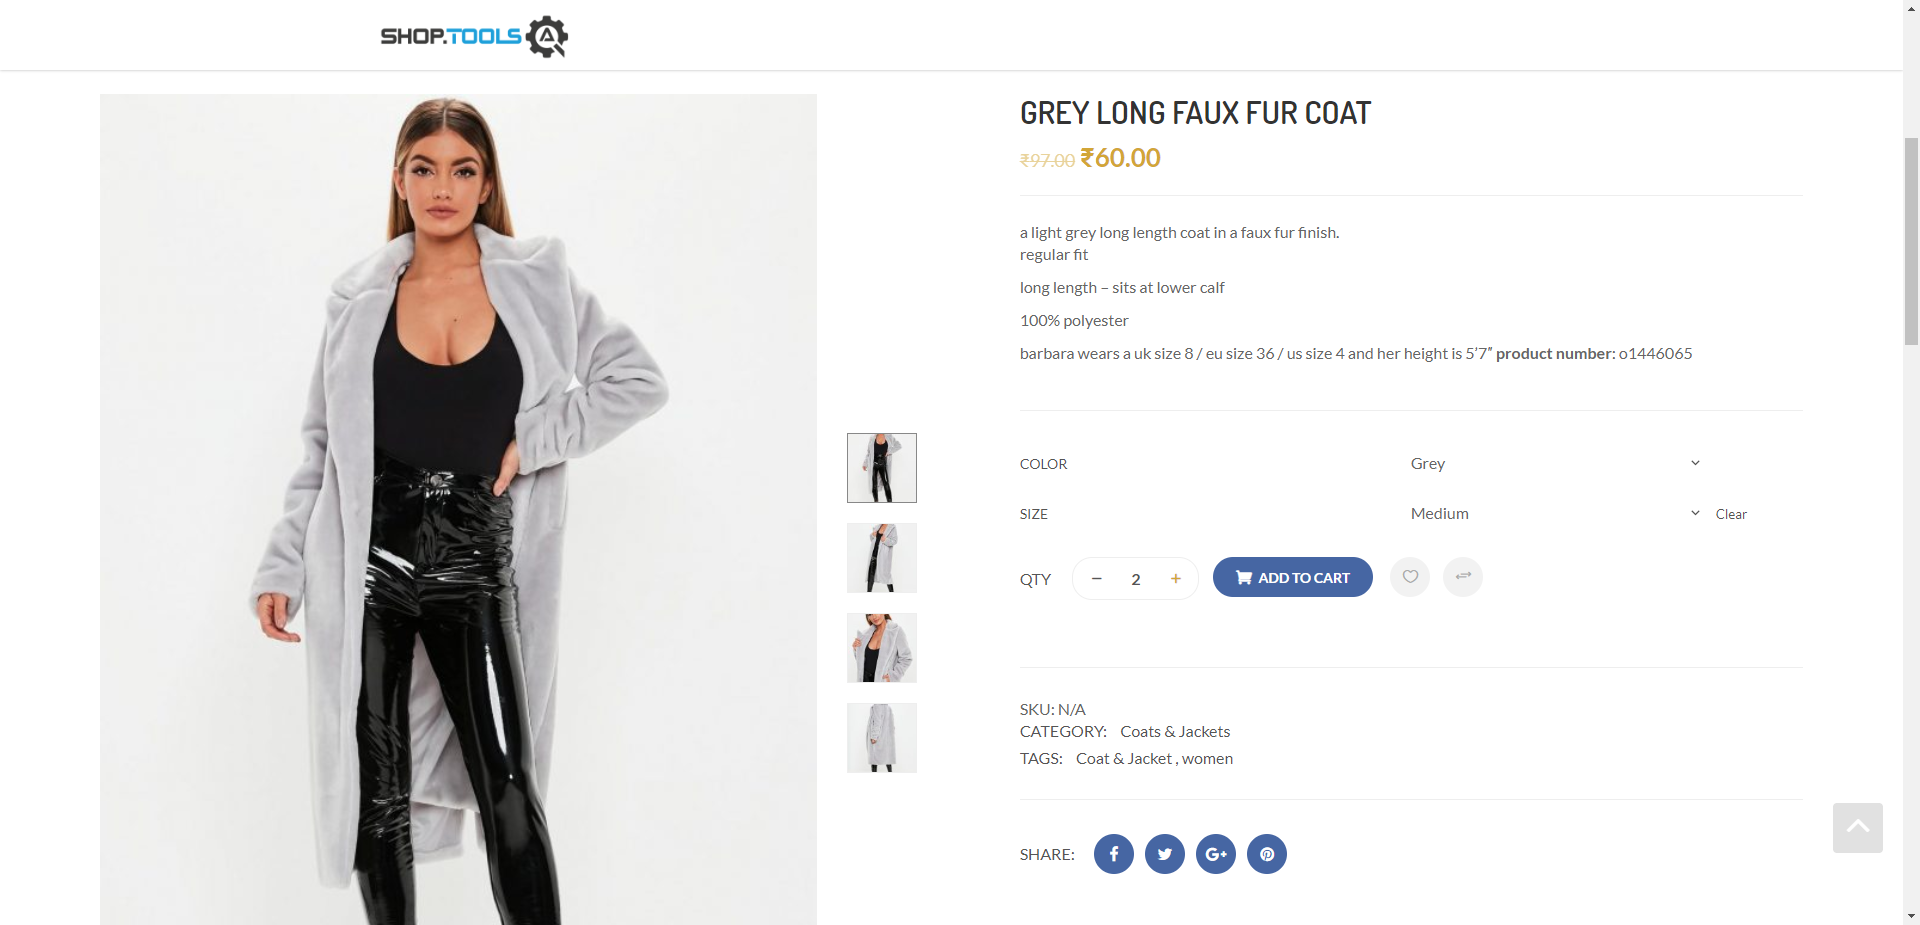 SHOP.TOOLS
GREY LONG FAUX FUR COAT
₹97.00 ₹60.00
a light grey long length coat in a faux fur finish.
regular fit
long length – sits at lower calf
100% polyester
barbara wears a uk size 8 / eu size 36 / us size 4 and her height is 5’7″ product number: o1446065
COLOR Grey
SIZE Medium Clear
QTY − 2 + ADD TO CART
SKU: N/A
CATEGORY: Coats & Jackets
TAGS: Coat & Jacket , women
SHARE: f G+